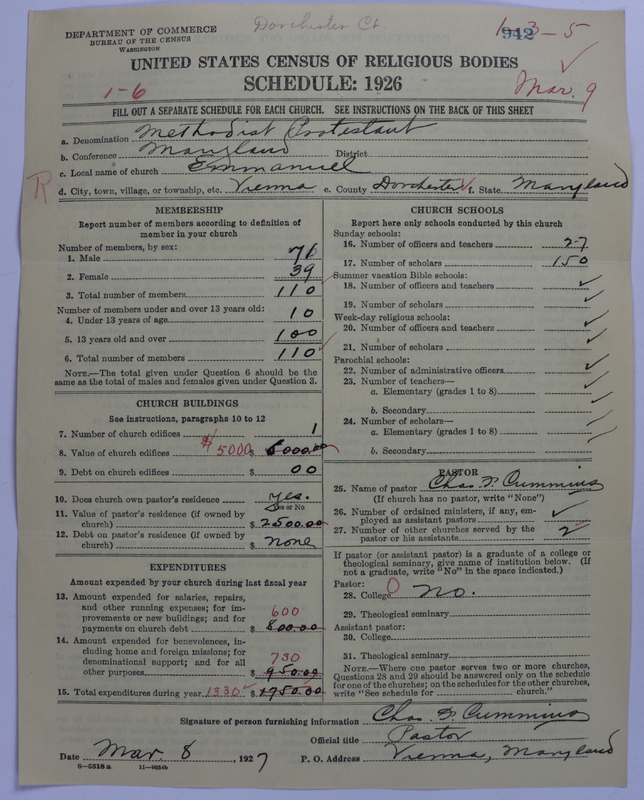 Dorchester Ct.
DEPARTMENT OF COMMERCE
BUREAU OF THE CENSUS
WASHINGTON
942
1-3-5
UNITED STATES CENSUS OF RELIGIOUS BODIES
SCHEDULE: 1926
1-6
Mar. 9
FILL OUT A SEPARATE SCHEDULE FOR EACH CHURCH. SEE INSTRUCTIONS ON THE BACK OF THIS SHEET
a. Denomination Methodist Protestant
b. Conference Maryland District
c. Local name of church Emmanuel
R
d. City, town, village, or township, etc. Vienna e. County Dorchester f. State Maryland
MEMBERSHIP
Report number of members according to definition of
member in your church
Number of members, by sex:
1. Male 71
2. Female 39
3. Total number of members 110
Number of members under and over 13 years old:
4. Under 13 years of age 10
5. 13 years old and over 100
6. Total number of members 110
NOTE.—The total given under Question 6 should be the
same as the total of males and females given under Question 3.
CHURCH BUILDINGS
See instructions, paragraphs 10 to 12
7. Number of church edifices 1
8. Value of church edifices $5000 $ 5000.00
9. Debt on church edifices $ 00
10. Does church own pastor's residence yes.
Yes or No
11. Value of pastor's residence (if owned by
church) $ 2500.00
12. Debt on pastor's residence (if owned by
church) $ none
EXPENDITURES
Amount expended by your church during last fiscal year
13. Amount expended for salaries, repairs,
and other running expenses; for im-
provements or new buildings; and for
payments on church debt $ 800.00
600
14. Amount expended for benevolences, in-
cluding home and foreign missions; for
denominational support; and for all
other purposes $ 950.00
730
15. Total expenditures during year 1330 $ 1750.00
CHURCH SCHOOLS
Report here only schools conducted by this church
Sunday schools:
16. Number of officers and teachers 27
17. Number of scholars 150
Summer vacation Bible schools:
18. Number of officers and teachers
19. Number of scholars
Week-day religious schools:
20. Number of officers and teachers
21. Number of scholars
Parochial schools:
22. Number of administrative officers
23. Number of teachers—
a. Elementary (grades 1 to 8)
b. Secondary
24. Number of scholars—
a. Elementary (grades 1 to 8)
b. Secondary
PASTOR
25. Name of pastor Chas. F. Cummins
(If church has no pastor, write "None")
26. Number of ordained ministers, if any, em-
ployed as assistant pastors
27. Number of other churches served by the
pastor or his assistants 2
If pastor (or assistant pastor) is a graduate of a college or
theological seminary, give name of institution below. (If
not a graduate, write "No" in the space indicated.)
Pastor:
28. College 0 No.
29. Theological seminary
Assistant pastor:
30. College
31. Theological seminary
NOTE.—Where one pastor serves two or more churches,
Questions 28 and 29 should be answered only on the schedule
for one of the churches; on the schedules for the other churches,
write "See schedule for church."
Signature of person furnishing information Chas. F. Cummins
Official title Pastor
Date Mar. 8, 1927 P. O. Address Vienna, Maryland